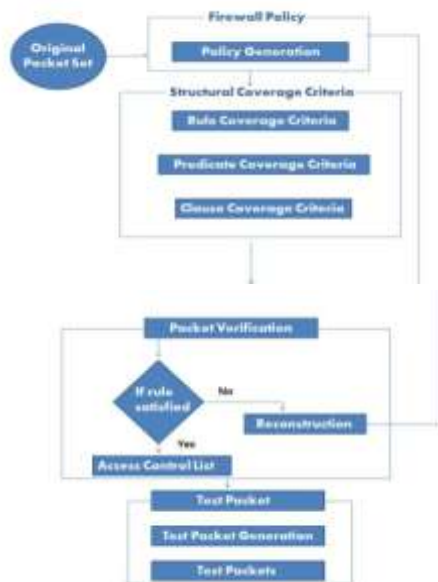 Firewall Policy
Original
Packet Set
Policy Generation
Structural Coverage Criteria
Rule Coverage Criteria
Predicate Coverage Criteria
Clause Coverage Criteria
Packet Verification
If rule
satisfied
No
Reconstruction
Yes
Access Control List
Test Packet
Test Packet Generation
Test Packets